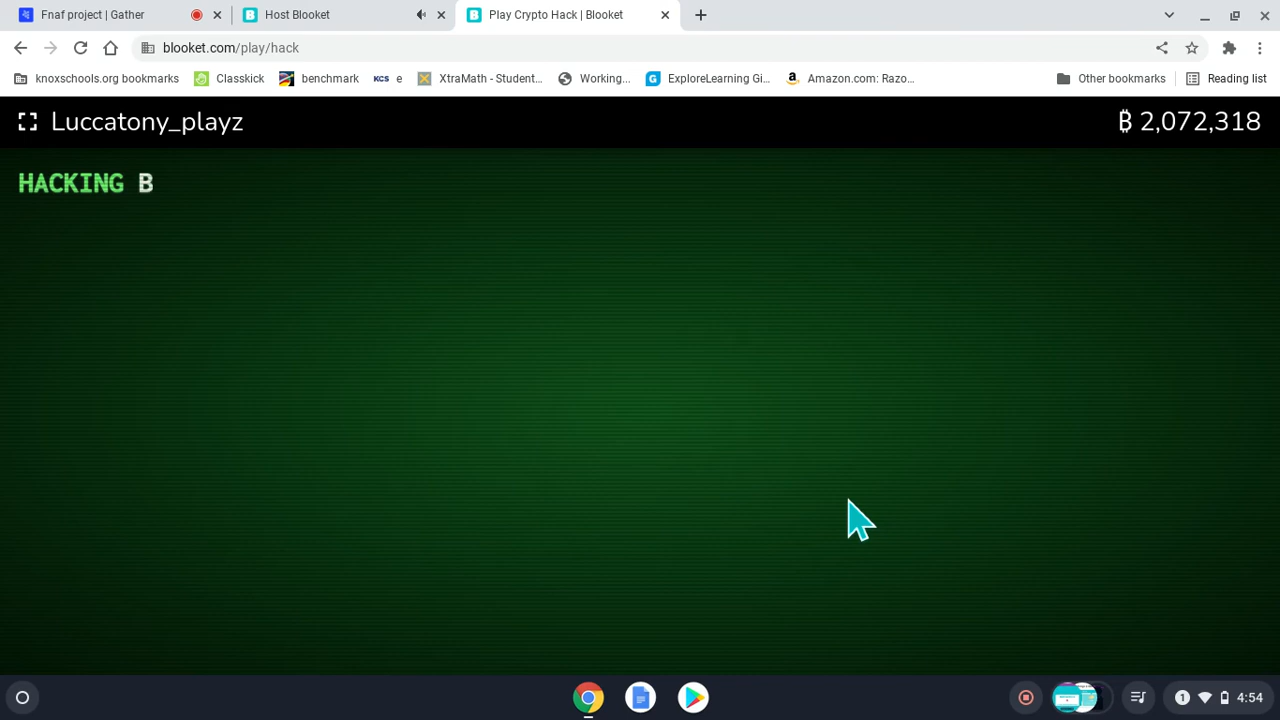 Fnaf project | Gather
Host Blooket
Play Crypto Hack | Blooket
blooket.com/play/hack
knoxschools.org bookmarks
Classkick
benchmark
KCS e
XtraMath - Student...
Working...
G ExploreLearning Gi...
a Amazon.com: Razo...
Other bookmarks
Reading list
Luccatony_playz
₿ 2,072,318
HACKING B
1
4:54